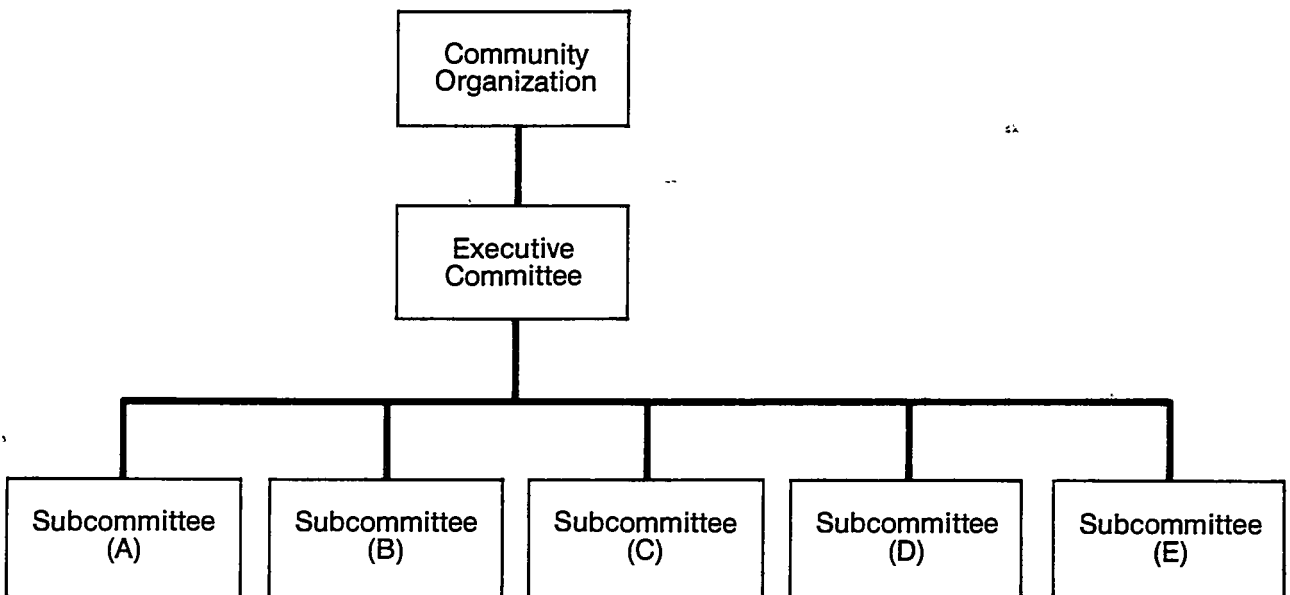 Community
Organization
Executive
Committee
Subcommittee
(A)
Subcommittee
(B)
Subcommittee
(C)
Subcommittee
(D)
Subcommittee
(E)